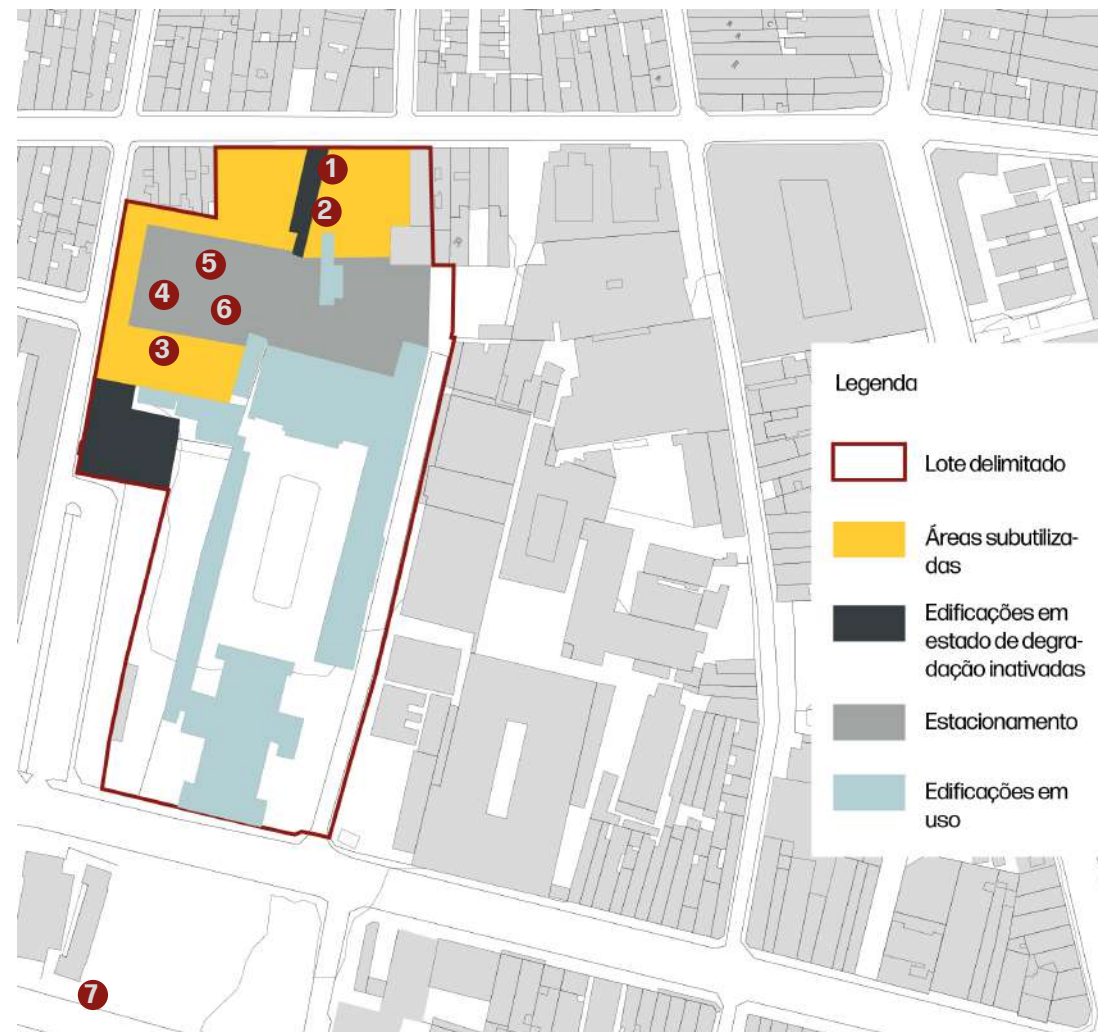 1
2
5
4
6
3
Legenda
Lote delimitado
Áreas subutiliza-
das
Edificações em
estado de degra-
dação inativadas
Estacionamento
Edificações em
uso
7